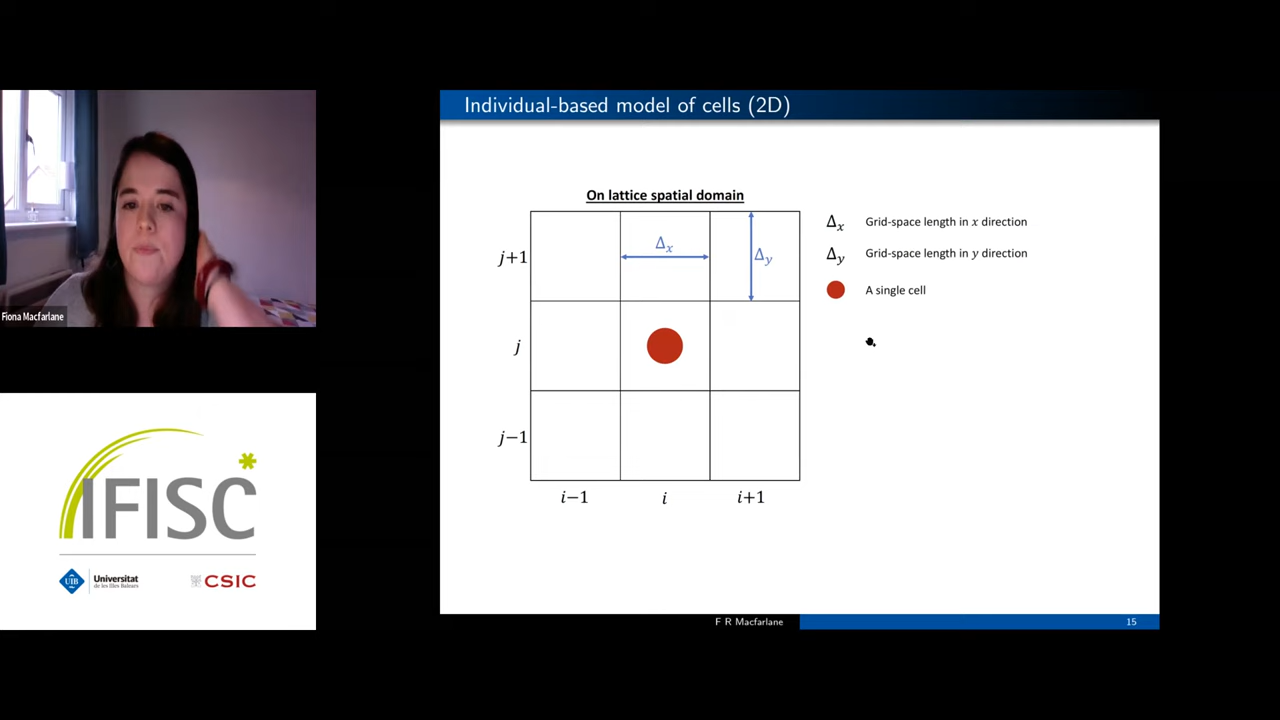 Individual-based model of cells (2D)
On lattice spatial domain
j+1
Δx
Δy
j
j−1
i−1
i
i+1
Δx Grid-space length in x direction
Δy Grid-space length in y direction
A single cell
Fiona Macfarlane
IFISC
UIB
Universitat
de les Illes Balears
CSIC
F R Macfarlane
15